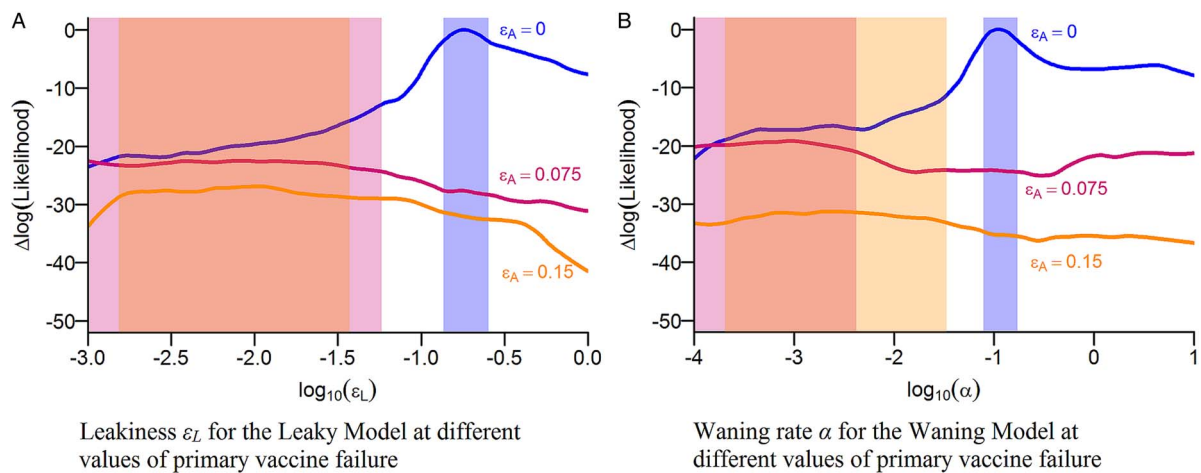 A
B
0
-10
-20
-30
-40
-50
Δlog(Likelihood)
εA = 0
εA = 0.075
εA = 0.15
-3.0 -2.5 -2.0 -1.5 -1.0 -0.5 0.0
log10(εL)
0
-10
-20
-30
-40
-50
Δlog(Likelihood)
εA = 0
εA = 0.075
εA = 0.15
-4 -3 -2 -1 0 1
log10(α)
Leakiness εL for the Leaky Model at different
values of primary vaccine failure
Waning rate α for the Waning Model at
different values of primary vaccine failure